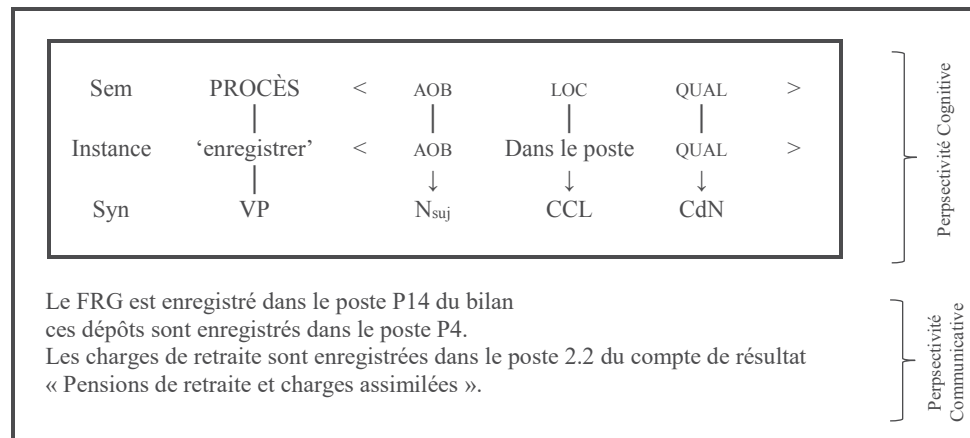 Sem PROCÈS < AOB LOC QUAL >
Instance ‘enregistrer’ < AOB Dans le poste QUAL >
↓ ↓ ↓
Syn VP Nsuj CCL CdN
Perpsectivité Cognitive
Le FRG est enregistré dans le poste P14 du bilan
ces dépôts sont enregistrés dans le poste P4.
Les charges de retraite sont enregistrées dans le poste 2.2 du compte de résultat
« Pensions de retraite et charges assimilées ».
Perpsectivité
Communicative